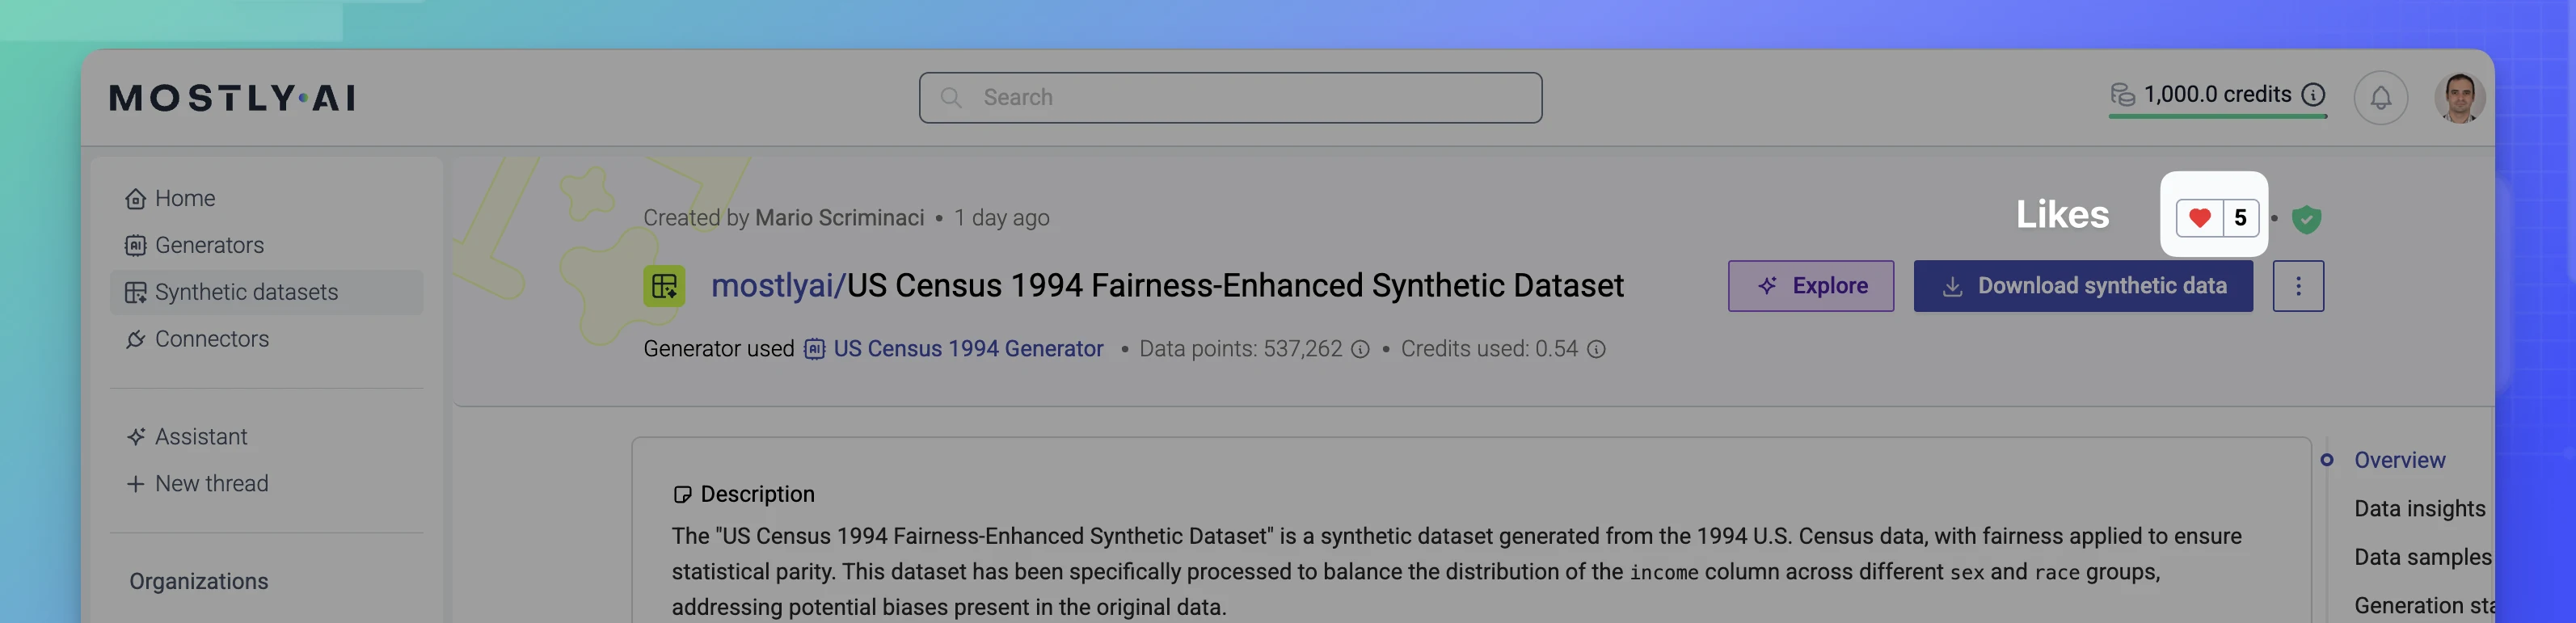 MOSTLY·AI
Search
1,000.0 credits
Home
Generators
Synthetic datasets
Connectors
Assistant
New thread
Organizations
Created by Mario Scriminaci • 1 day ago
Likes
5
mostlyai/US Census 1994 Fairness-Enhanced Synthetic Dataset
Explore
Download synthetic data
Generator used AI US Census 1994 Generator • Data points: 537,262 • Credits used: 0.54
Description
The "US Census 1994 Fairness-Enhanced Synthetic Dataset" is a synthetic dataset generated from the 1994 U.S. Census data, with fairness applied to ensure
statistical parity. This dataset has been specifically processed to balance the distribution of the income column across different sex and race groups,
addressing potential biases present in the original data.
Overview
Data insights
Data samples
Generation sta